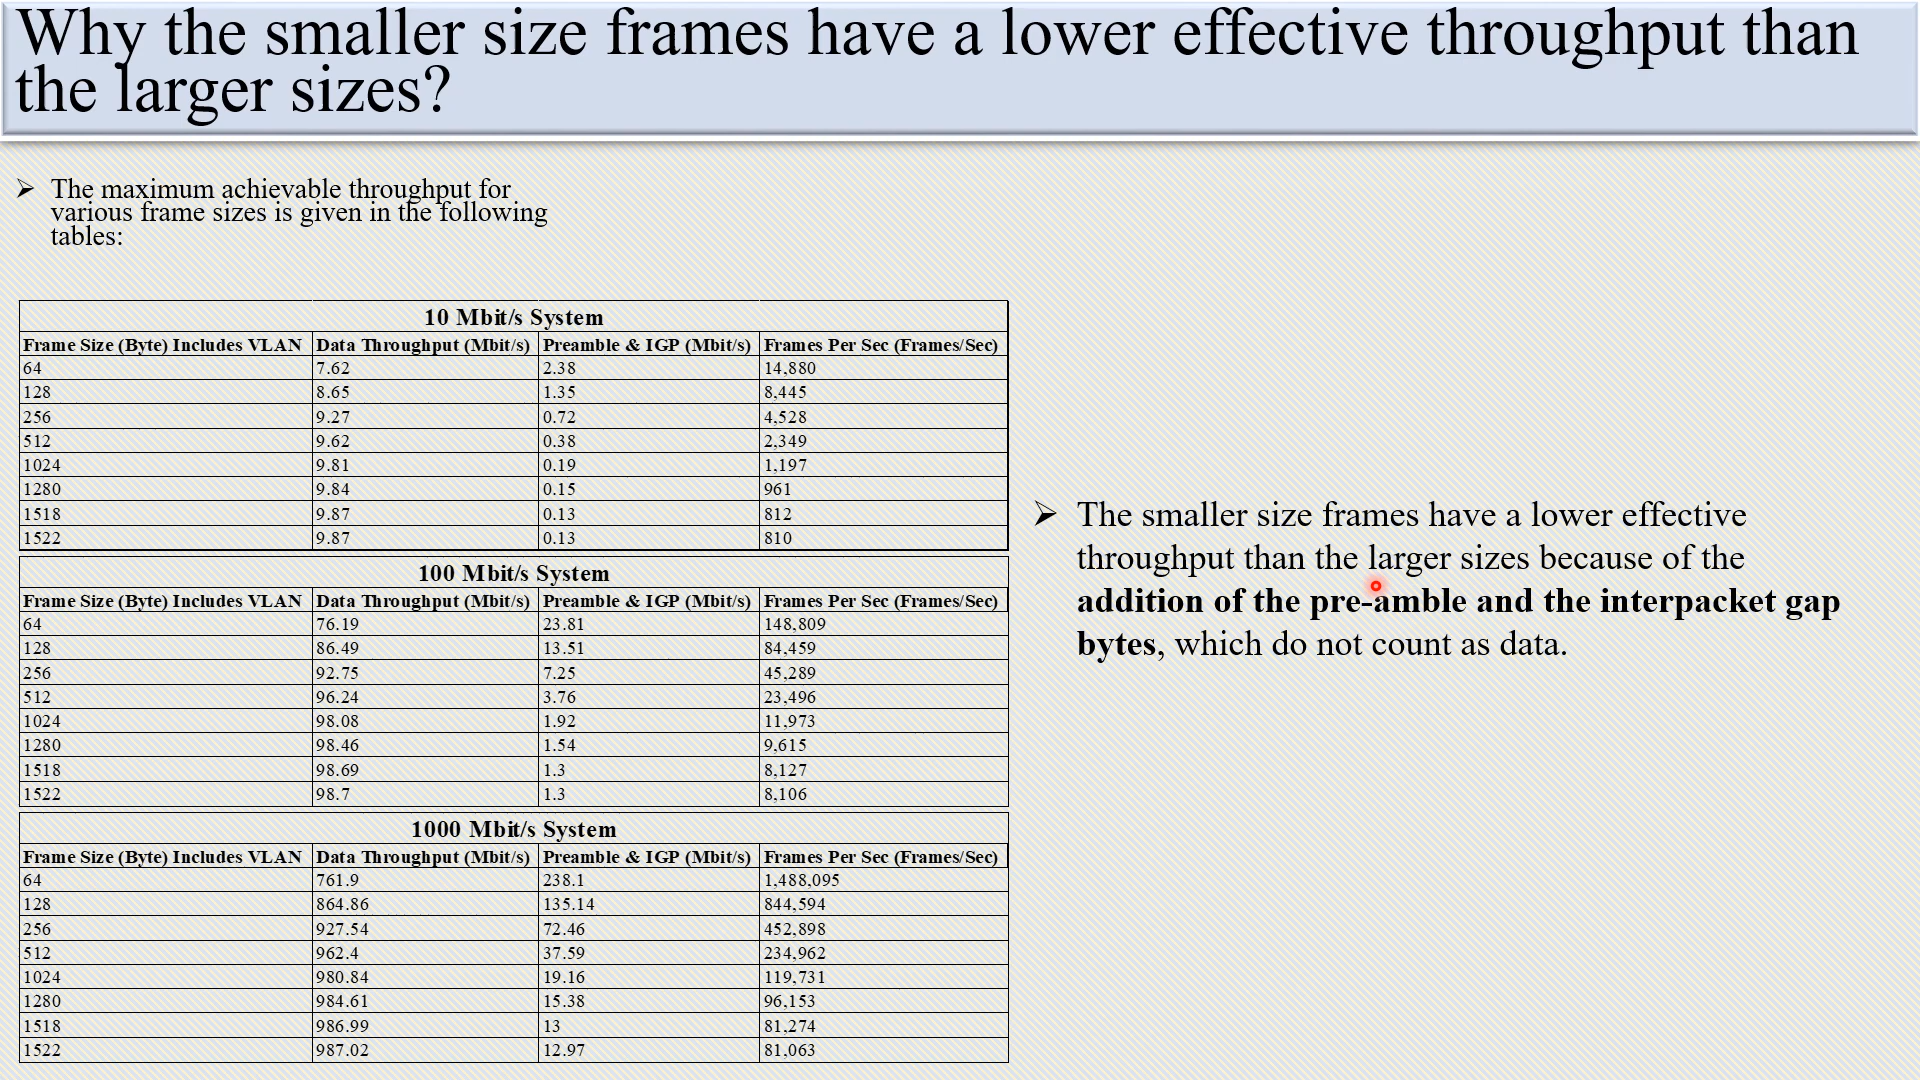 Why the smaller size frames have a lower effective throughput than
the larger sizes?
➢ The maximum achievable throughput for
various frame sizes is given in the following
tables:
10 Mbit/s System
Frame Size (Byte) Includes VLAN Data Throughput (Mbit/s) Preamble & IGP (Mbit/s) Frames Per Sec (Frames/Sec)
64 7.62 2.38 14,880
128 8.65 1.35 8,445
256 9.27 0.72 4,528
512 9.62 0.38 2,349
1024 9.81 0.19 1,197
1280 9.84 0.15 961
1518 9.87 0.13 812
1522 9.87 0.13 810
100 Mbit/s System
Frame Size (Byte) Includes VLAN Data Throughput (Mbit/s) Preamble & IGP (Mbit/s) Frames Per Sec (Frames/Sec)
64 76.19 23.81 148,809
128 86.49 13.51 84,459
256 92.75 7.25 45,289
512 96.24 3.76 23,496
1024 98.08 1.92 11,973
1280 98.46 1.54 9,615
1518 98.69 1.3 8,127
1522 98.7 1.3 8,106
1000 Mbit/s System
Frame Size (Byte) Includes VLAN Data Throughput (Mbit/s) Preamble & IGP (Mbit/s) Frames Per Sec (Frames/Sec)
64 761.9 238.1 1,488,095
128 864.86 135.14 844,594
256 927.54 72.46 452,898
512 962.4 37.59 234,962
1024 980.84 19.16 119,731
1280 984.61 15.38 96,153
1518 986.99 13 81,274
1522 987.02 12.97 81,063
➢ The smaller size frames have a lower effective
throughput than the larger sizes because of the
addition of the pre-amble and the interpacket gap
bytes, which do not count as data.